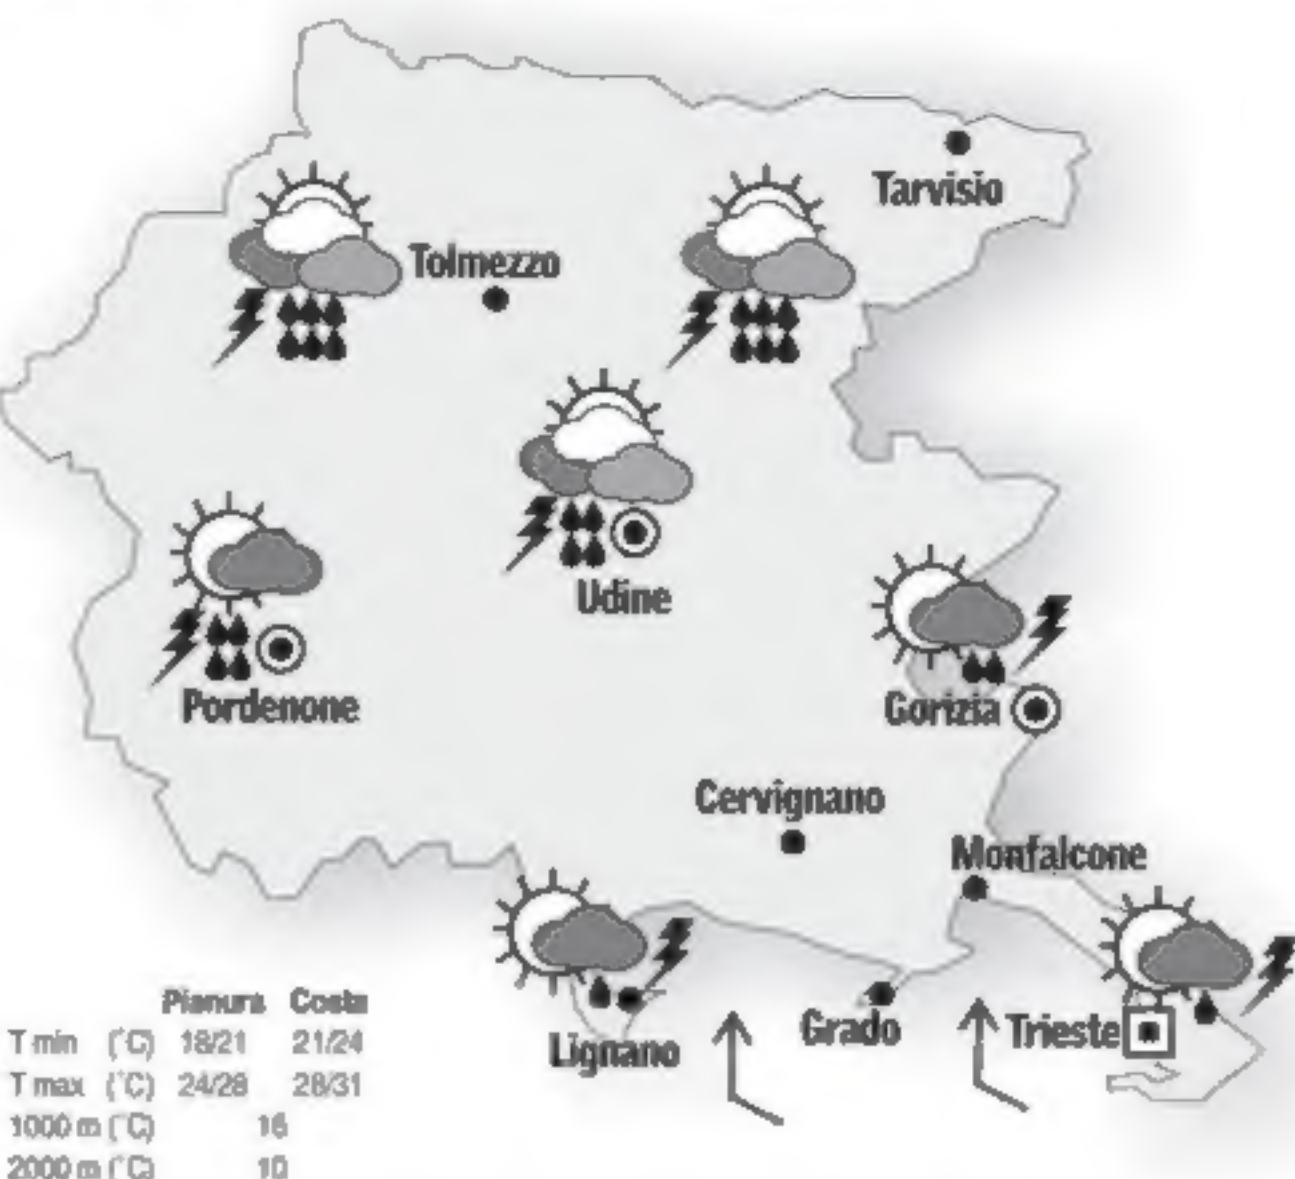 Tarvisio
Tolmezzo
Udine
Pordenone
Gorizia
Cervignano
Monfalcone
Lignano
Grado
Trieste
Pianura Costa
T min (°C) 18/21 21/24
T max (°C) 24/28 28/31
1000 m (°C) 16
2000 m (°C) 10